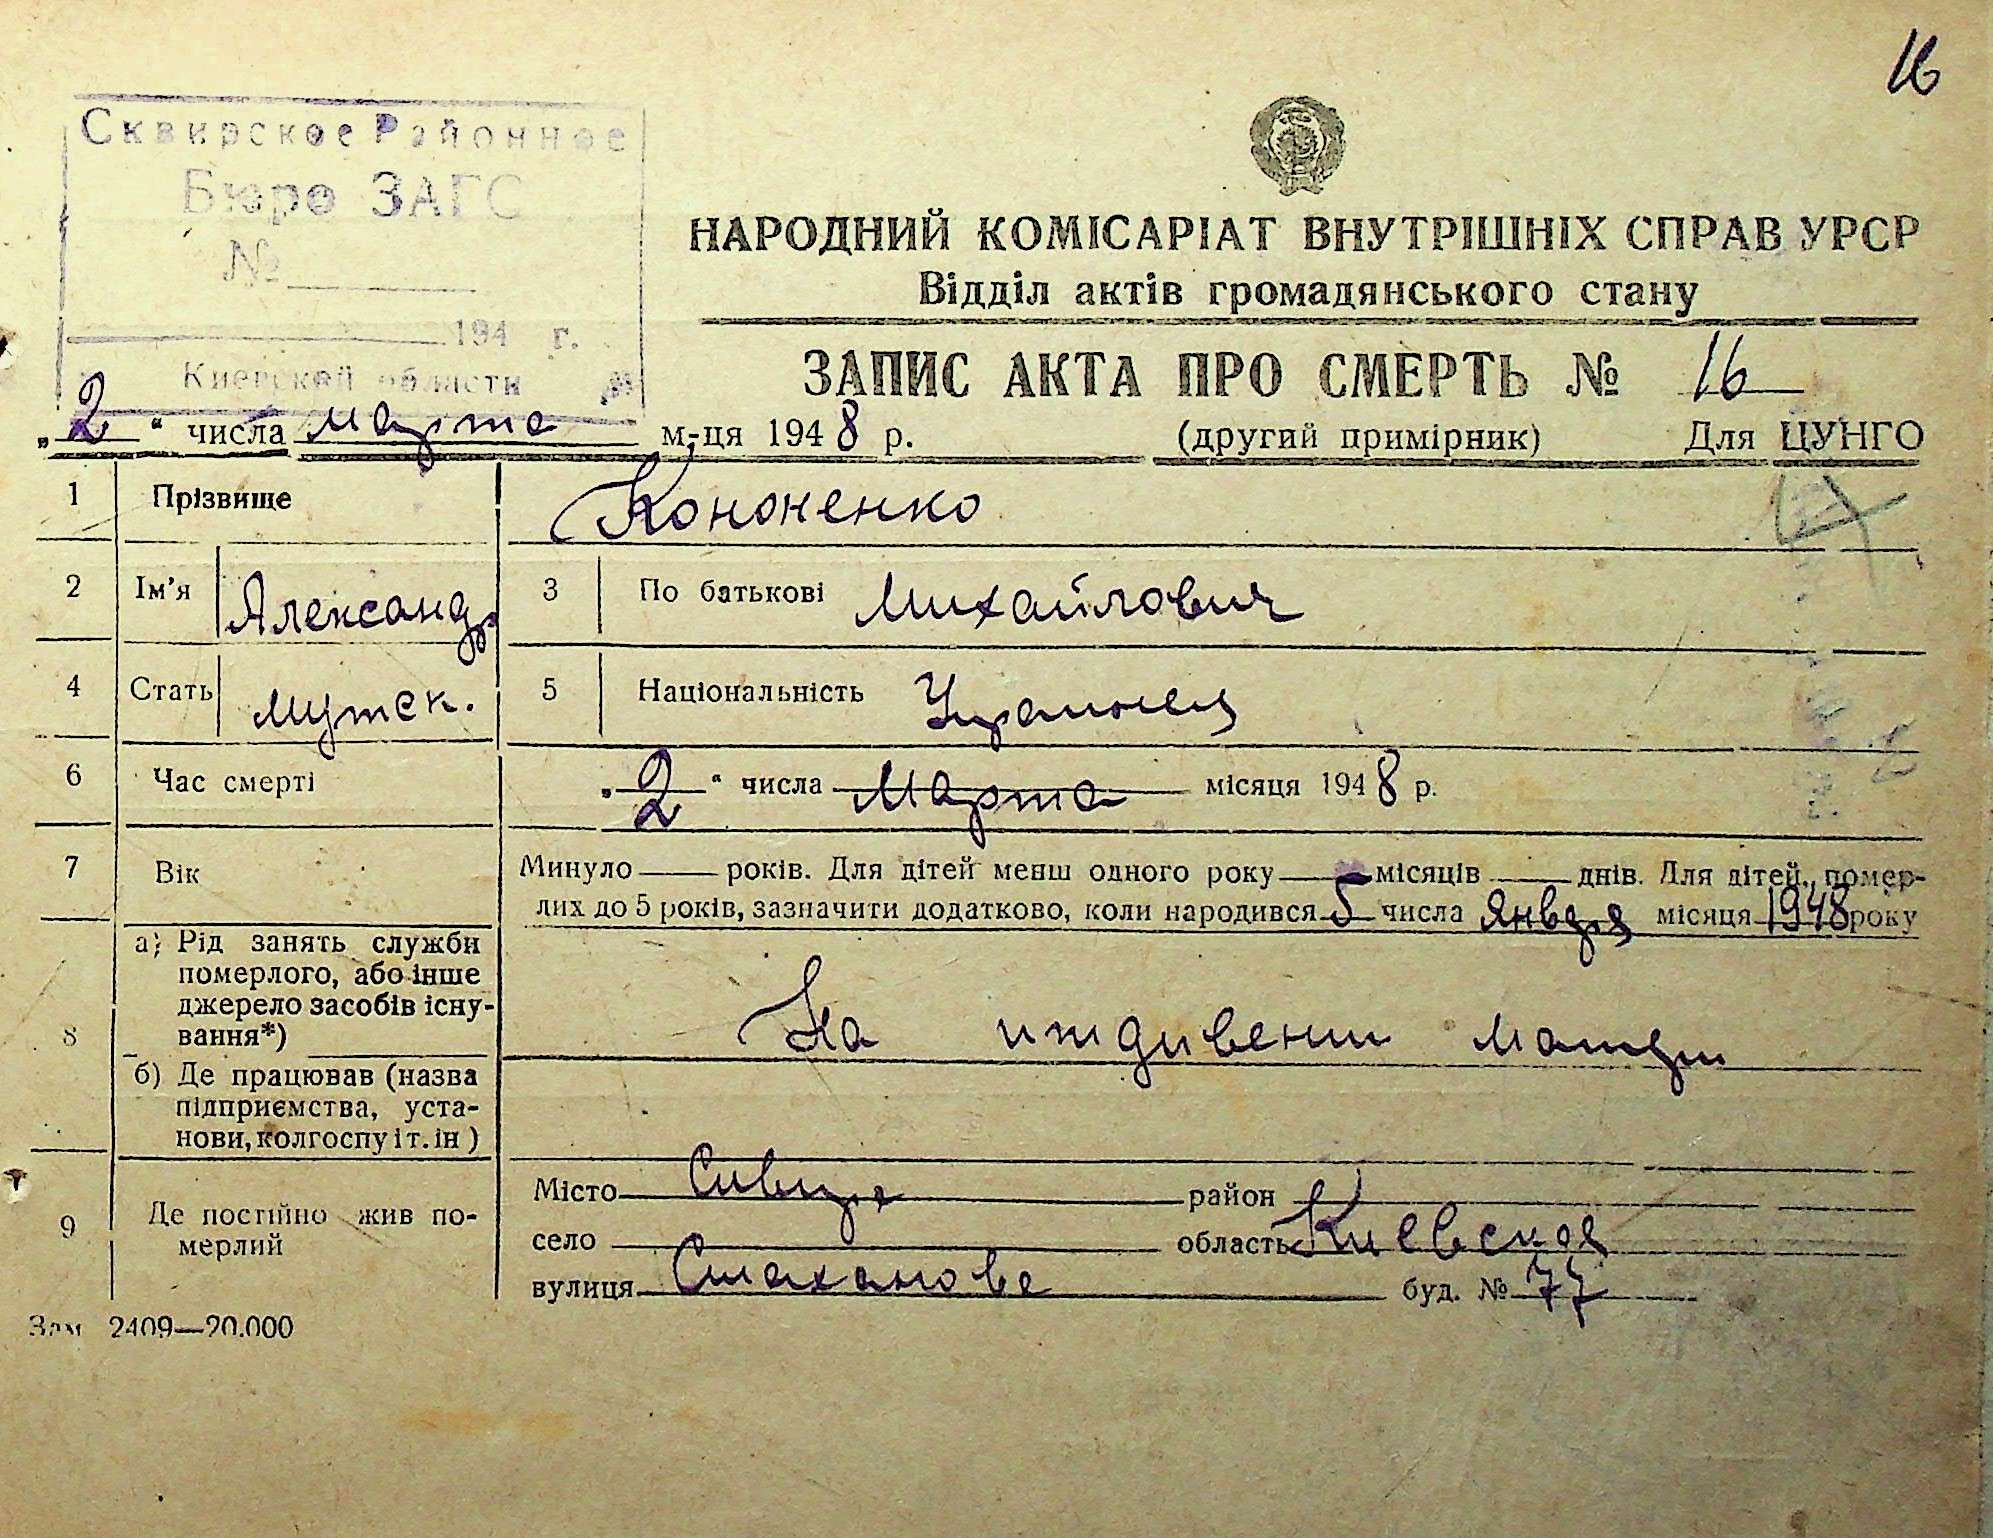 16
Сквирское Районное
Бюро ЗАГС
№
194 г.
Киевской области
НАРОДНИЙ КОМІСАРІАТ ВНУТРІШНІХ СПРАВ УРСР
Відділ актів громадянського стану
ЗАПИС АКТА ПРО СМЕРТЬ № 16
„2“ числа марта м-ця 1948 р. (другий примірник) Для ЦУНГО
1 Прізвище Кононенко
2 Ім'я Александр 3 По батькові Михайлович
4 Стать мужск. 5 Національність Украинец
6 Час смерті „2“ числа Марта місяця 1948 р.
7 Вік Минуло — років. Для дітей менш одного року — місяців — днів. Для дітей, помер-
лих до 5 років, зазначити додатково, коли народився 5 числа Января місяця 1948 року
8 а) Рід занять служби
померлого, або інше
джерело засобів існу-
вання*) На иждивении матери
б) Де працював (назва
підприємства, уста-
нови, колгоспу і т. ін)
9 Де постійно жив по-
мерлий
Місто Сквира район
село область Киевская
вулиця Стаханова буд. № 77
Зам 2409—20.000